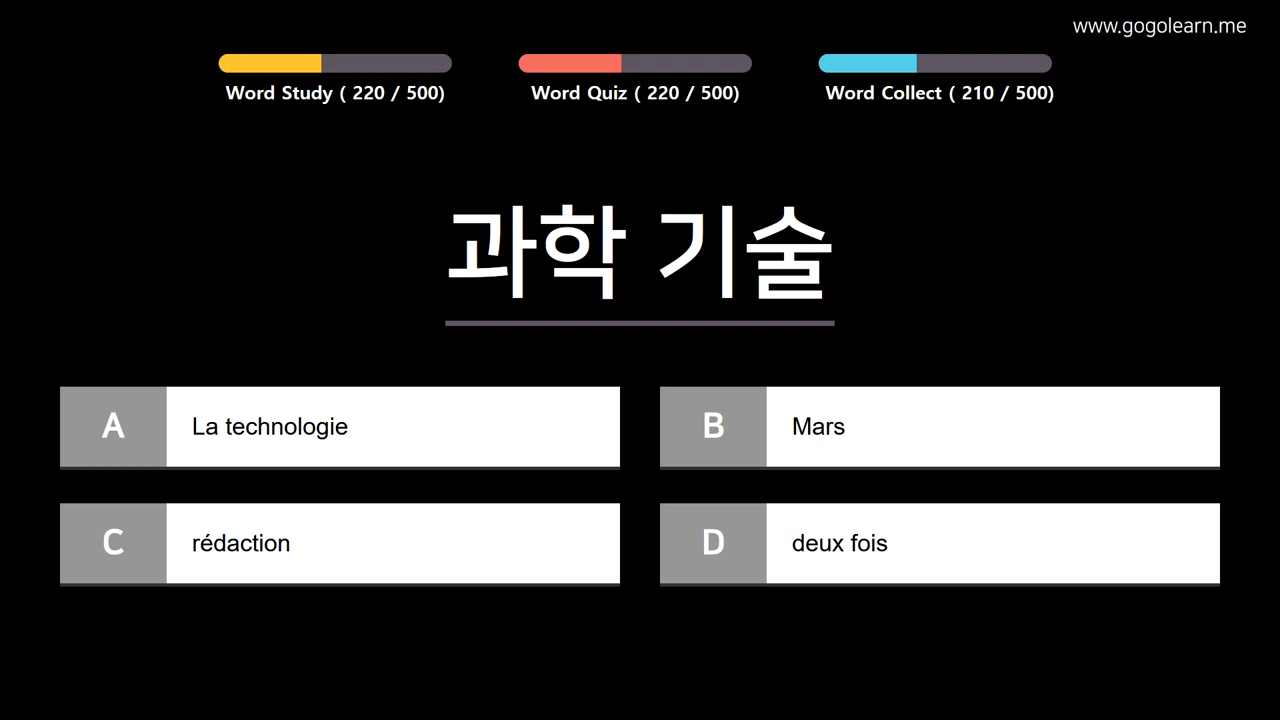 www.gogolearn.me
Word Study ( 220 / 500)
Word Quiz ( 220 / 500)
Word Collect ( 210 / 500)
과학 기술
A
La technologie
B
Mars
C
rédaction
D
deux fois